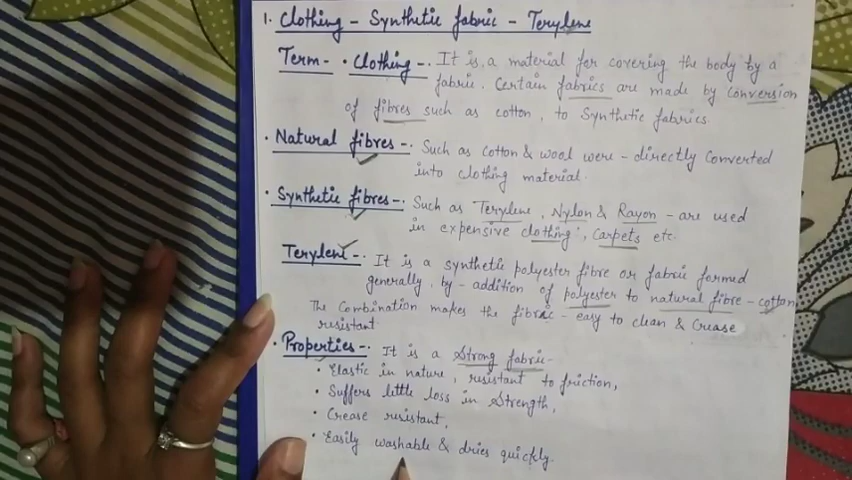 1. Clothing - Synthetic fabric - Terylene
Term - • Clothing -. It is, a material for covering the body by a
fabric. Certain fabrics are made by conversion
of fibres such as cotton, to Synthetic fabrics.
• Natural fibres -. Such as cotton & wool were - directly converted
into clothing material.
• Synthetic fibres -. Such as Terylene, Nylon & Rayon - are used
in expensive clothing, Carpets etc.
Terylene -. It is a synthetic polyester fibre or fabric formed
generally by - addition of polyester to natural fibre - cotton
The Combination makes the fibric - easy to clean & Crease
resistant.
• Properties -. It is a Strong fabric -
• Elastic in nature, resistant to friction,
• Suffers little loss in Strength,
• Crease resistant,
• Easily washable & dries quickly.